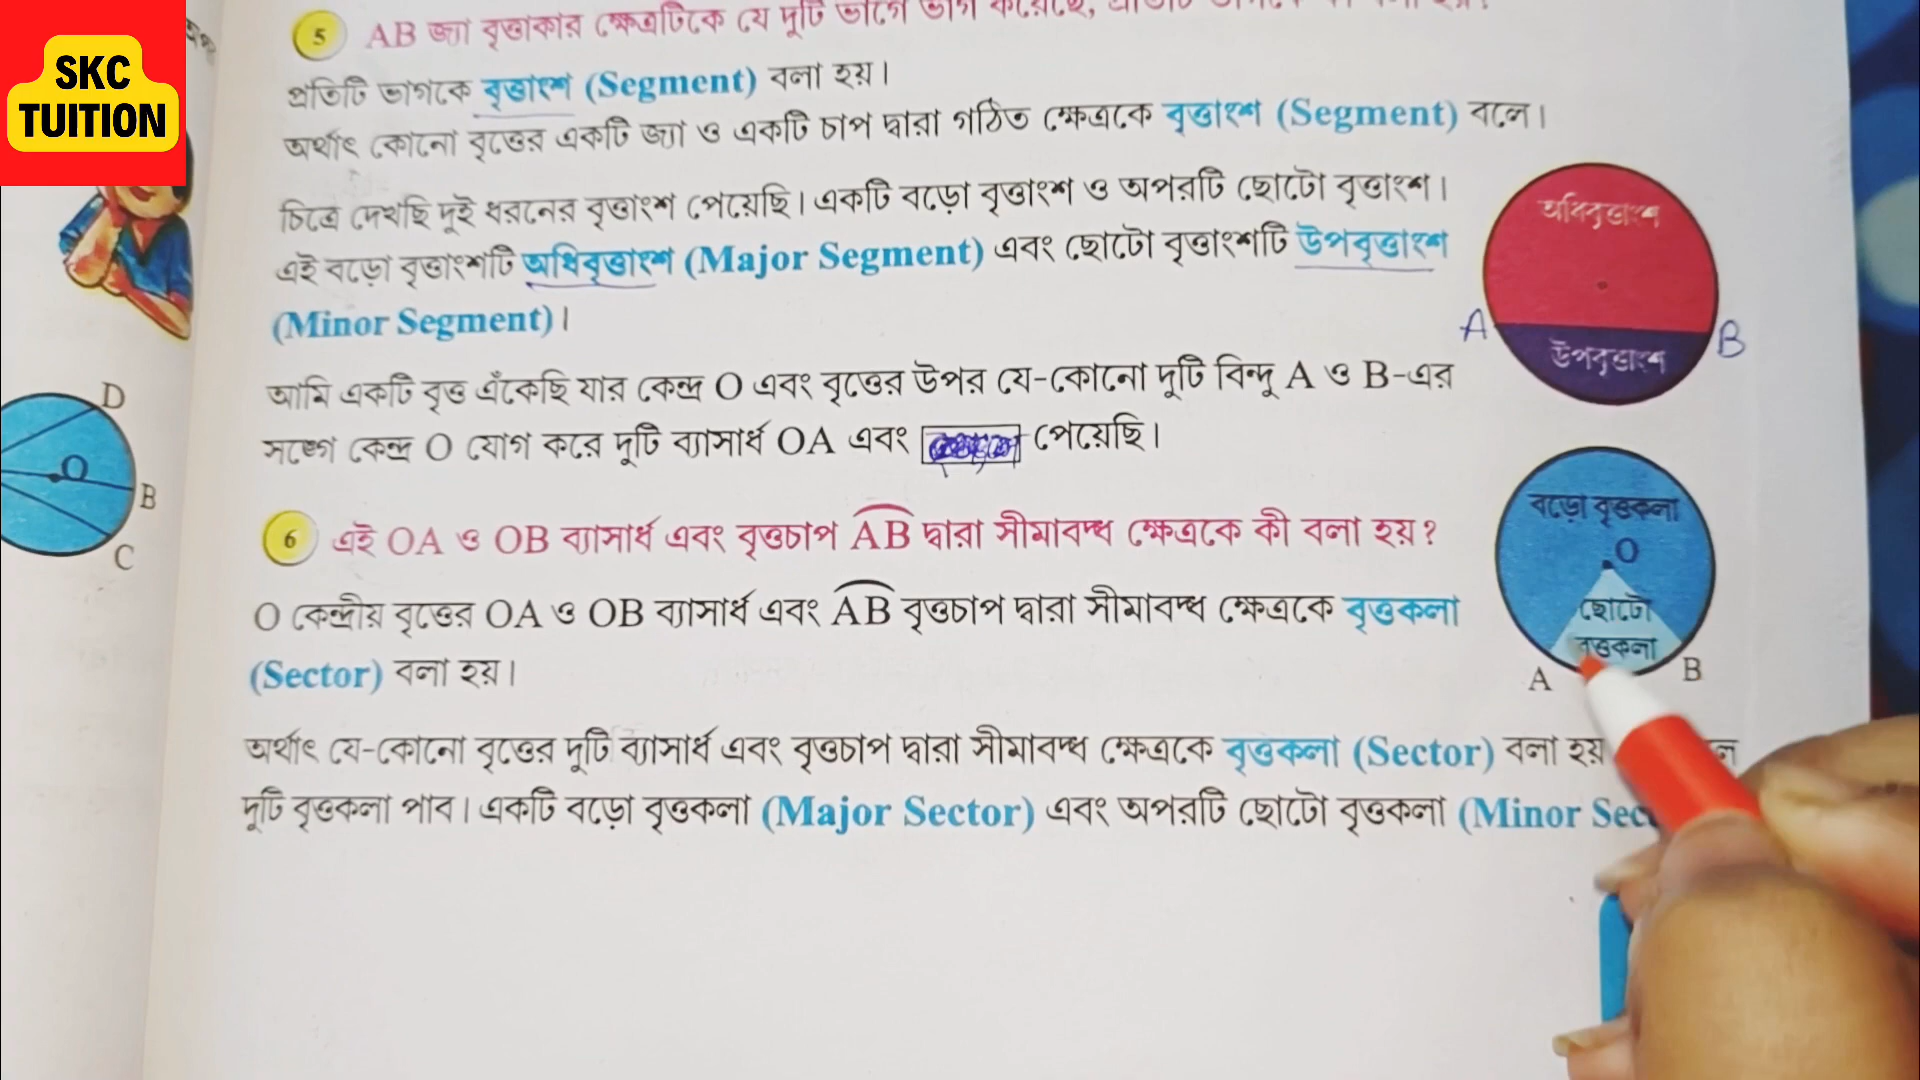 SKC
TUITION
5 AB জ্যা বৃত্তাকার ক্ষেত্রটিকে যে দুটি ভাগে ভাগ করেছে,
প্রতিটি ভাগকে বৃত্তাংশ (Segment) বলা হয়।
অর্থাৎ কোনো বৃত্তের একটি জ্যা ও একটি চাপ দ্বারা গঠিত ক্ষেত্রকে বৃত্তাংশ (Segment) বলে।
চিত্রে দেখছি দুই ধরনের বৃত্তাংশ পেয়েছি। একটি বড়ো বৃত্তাংশ ও অপরটি ছোটো বৃত্তাংশ।
এই বড়ো বৃত্তাংশটি অধিবৃত্তাংশ (Major Segment) এবং ছোটো বৃত্তাংশটি উপবৃত্তাংশ
(Minor Segment)।
অধিবৃত্তাংশ
A B
উপবৃত্তাংশ
আমি একটি বৃত্ত এঁকেছি যার কেন্দ্র O এবং বৃত্তের উপর যে-কোনো দুটি বিন্দু A ও B-এর
সঙ্গে কেন্দ্র O যোগ করে দুটি ব্যাসার্ধ OA এবং পেয়েছি।
D
O
B
C
6 এই OA ও OB ব্যাসার্ধ এবং বৃত্তচাপ AB দ্বারা সীমাবদ্ধ ক্ষেত্রকে কী বলা হয়?
O কেন্দ্রীয় বৃত্তের OA ও OB ব্যাসার্ধ এবং AB বৃত্তচাপ দ্বারা সীমাবদ্ধ ক্ষেত্রকে বৃত্তকলা
(Sector) বলা হয়।
বড়ো বৃত্তকলা
O
ছোটো
বৃত্তকলা
A B
অর্থাৎ যে-কোনো বৃত্তের দুটি ব্যাসার্ধ এবং বৃত্তচাপ দ্বারা সীমাবদ্ধ ক্ষেত্রকে বৃত্তকলা (Sector) বলা হয়
দুটি বৃত্তকলা পাব। একটি বড়ো বৃত্তকলা (Major Sector) এবং অপরটি ছোটো বৃত্তকলা (Minor